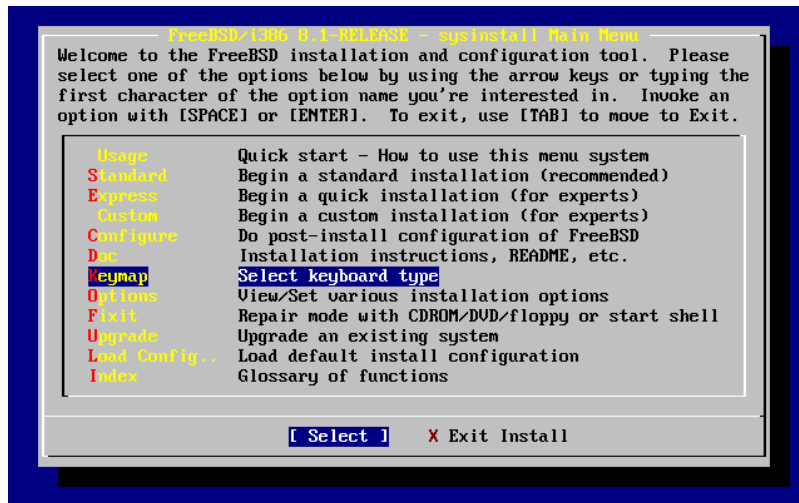 FreeBSD/i386 8.1-RELEASE - sysinstall Main Menu
Welcome to the FreeBSD installation and configuration tool.  Please
select one of the options below by using the arrow keys or typing the
first character of the option name you're interested in.  Invoke an
option with [SPACE] or [ENTER].  To exit, use [TAB] to move to Exit.
Usage Quick start - How to use this menu system
Standard Begin a standard installation (recommended)
Express Begin a quick installation (for experts)
Custom Begin a custom installation (for experts)
Configure Do post-install configuration of FreeBSD
Doc Installation instructions, README, etc.
Keymap Select keyboard type
Options View/Set various installation options
Fixit Repair mode with CDROM/DVD/floppy or start shell
Upgrade Upgrade an existing system
Load Config.. Load default install configuration
Index Glossary of functions
[ Select ] X Exit Install